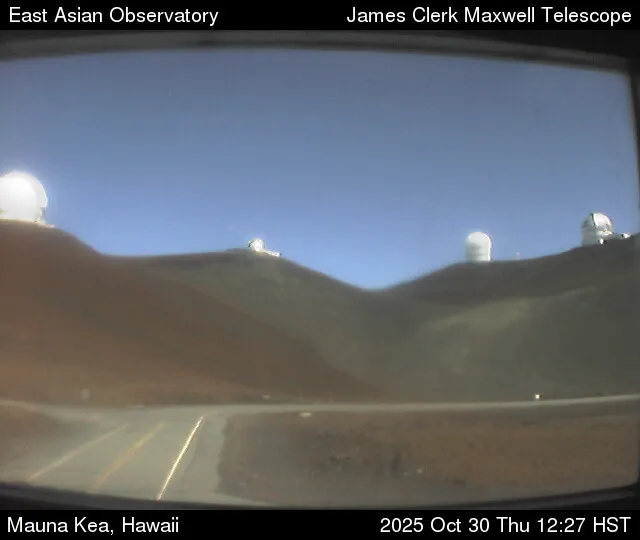 East Asian Observatory
James Clerk Maxwell Telescope
Mauna Kea, Hawaii
2025 Oct 30 Thu 12:27 HST